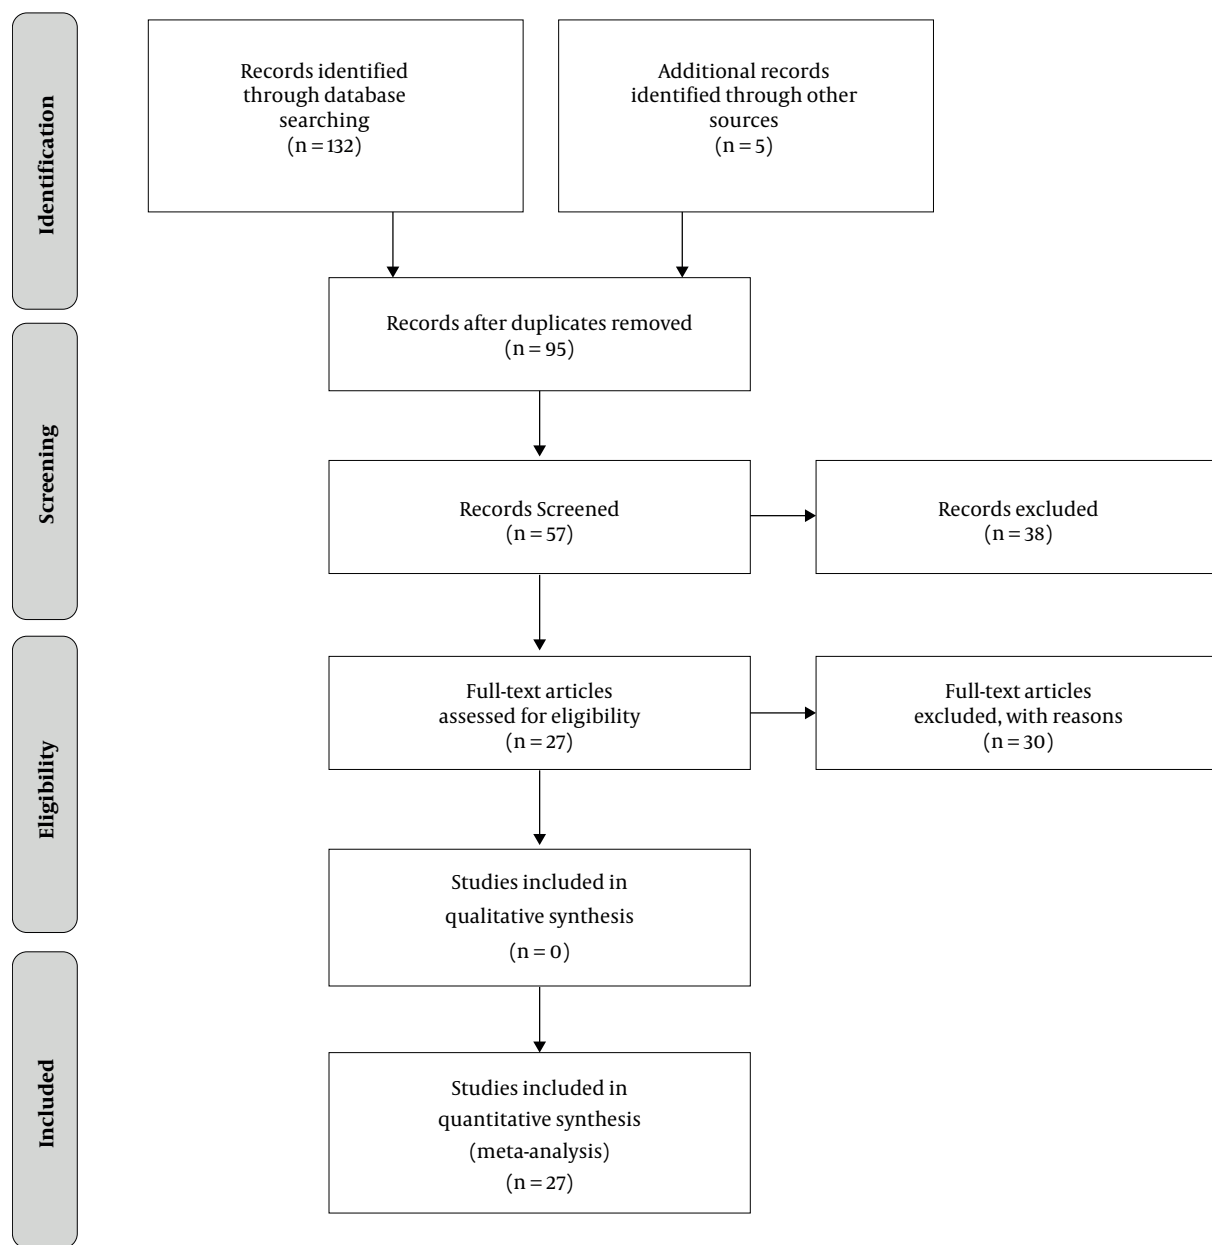 Identification
Records identified
through database
searching
(n = 132)
Additional records
identified through other
sources
(n = 5)
Records after duplicates removed
(n = 95)
Screening
Records Screened
(n = 57)
Records excluded
(n = 38)
Eligibility
Full-text articles
assessed for eligibility
(n = 27)
Full-text articles
excluded, with reasons
(n = 30)
Studies included in
qualitative synthesis
(n = 0)
Included
Studies included in
quantitative synthesis
(meta-analysis)
(n = 27)